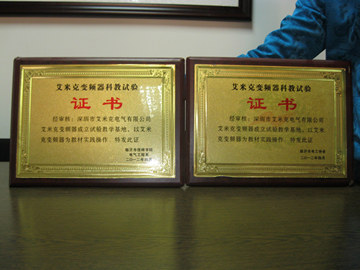 艾米克变频器科教试验
证书
经审核：深圳市艾米克电气有限公司
艾米克变频器成立试验教学基地，以艾米
克变频器为教材实践操作，特发此证
艾米克变频器科教试验
证书
经审核：深圳市艾米克电气有限公司
艾米克变频器成立试验教学基地，以艾米
克变频器为教材实践操作，特发此证